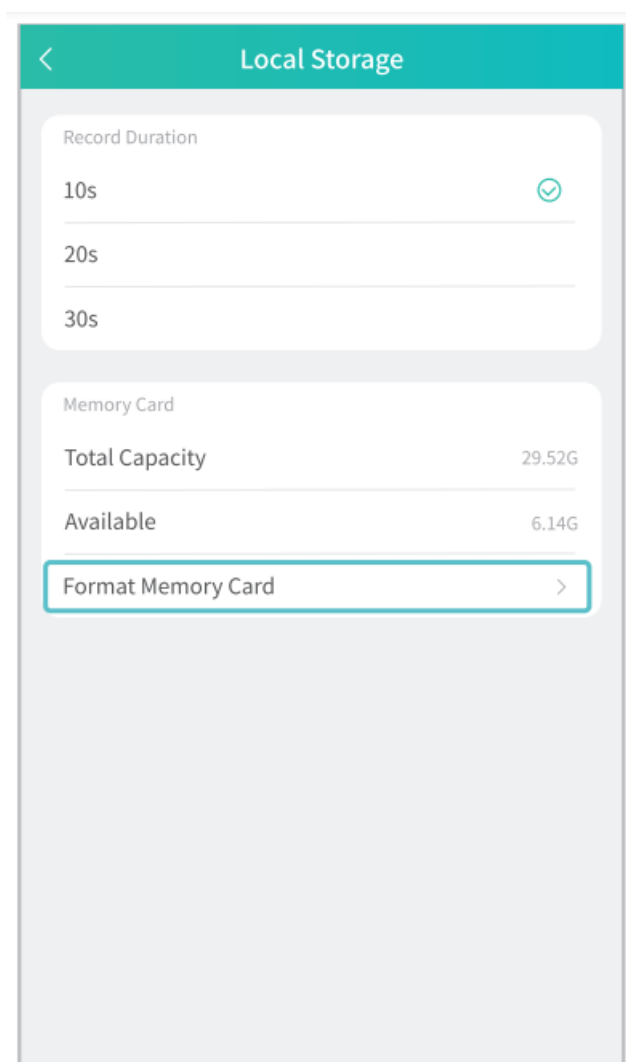 Local Storage
Record Duration
10s
20s
30s
Memory Card
Total Capacity 29.52G
Available 6.14G
Format Memory Card